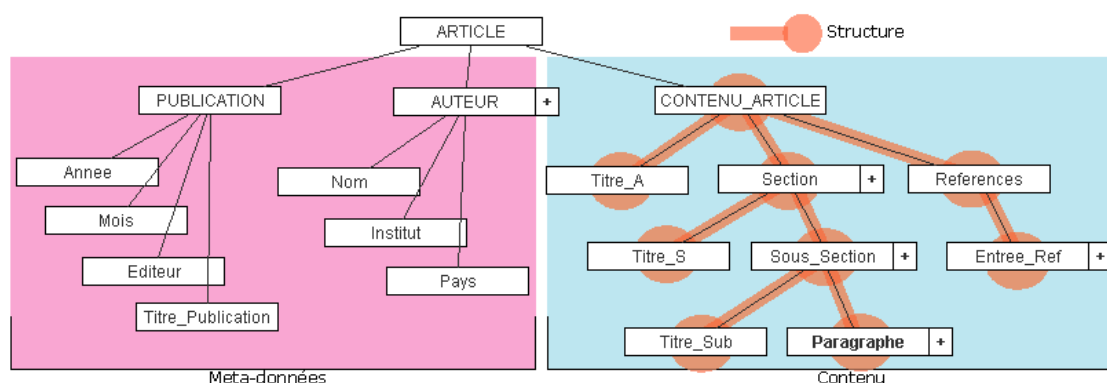 ARTICLE
Structure
PUBLICATION
AUTEUR +
CONTENU_ARTICLE
Annee
Nom
Titre_A
Section +
References
Mois
Institut
Titre_S
Sous_Section +
Entree_Ref +
Editeur
Pays
Titre_Publication
Titre_Sub
Paragraphe +
Meta-données
Contenu